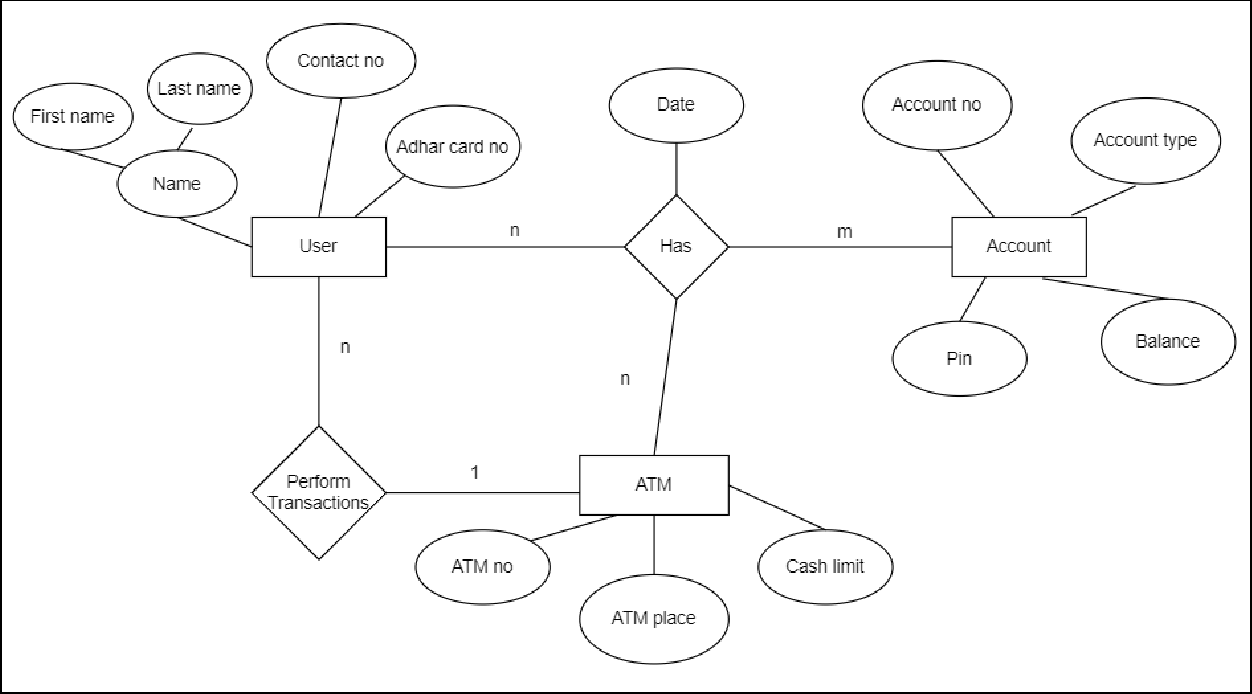 Contact no
Last name
First name
Date
Account no
Adhar card no
Account type
Name
User
n
Has
m
Account
n
n
Pin
Balance
1
Perform
Transactions
ATM
ATM no
Cash limit
ATM place